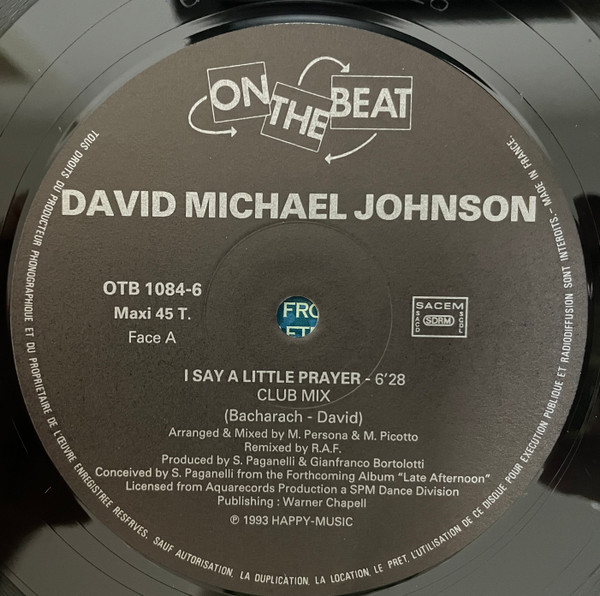 ON
THE
BEAT
DAVID MICHAEL JOHNSON
OTB 1084-6
Maxi 45 T.
Face A
SACEM
SACD
SDRM
SCGL
FRO
ET
I SAY A LITTLE PRAYER - 6'28
CLUB MIX
(Bacharach - David)
Arranged & Mixed by M. Persona & M. Picotto
Remixed by R.A.F.
Produced by S. Paganelli & Gianfranco Bortolotti
Conceived by S. Paganelli from the Forthcoming Album "Late Afternoon"
Licensed from Aquarecords Production a SPM Dance Division
Publishing : Warner Chapell
℗ 1993 HAPPY-MUSIC
TOUS DROITS DU PRODUCTEUR PHONOGRAPHIQUE ET DU PROPRIETAIRE DE L'ŒUVRE ENREGISTREE RESERVES. SAUF AUTORISATION, LA DUPLICATION, LA LOCATION, LE PRET, L'UTILISATION DE CE DISQUE POUR EXECUTION PUBLIQUE ET RADIODIFFUSION SONT INTERDITS - MADE IN FRANCE.